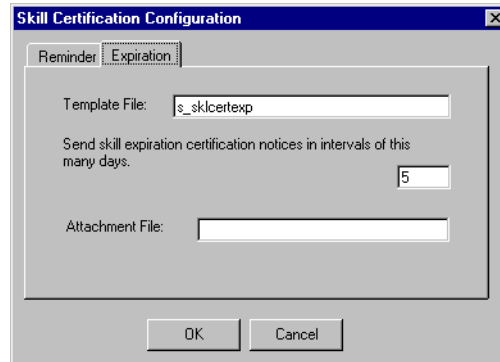 Skill Certification Configuration
Reminder
Expiration
Template File: s_sklcertexp
Send skill expiration certification notices in intervals of this
many days.
5
Attachment File:
OK
Cancel